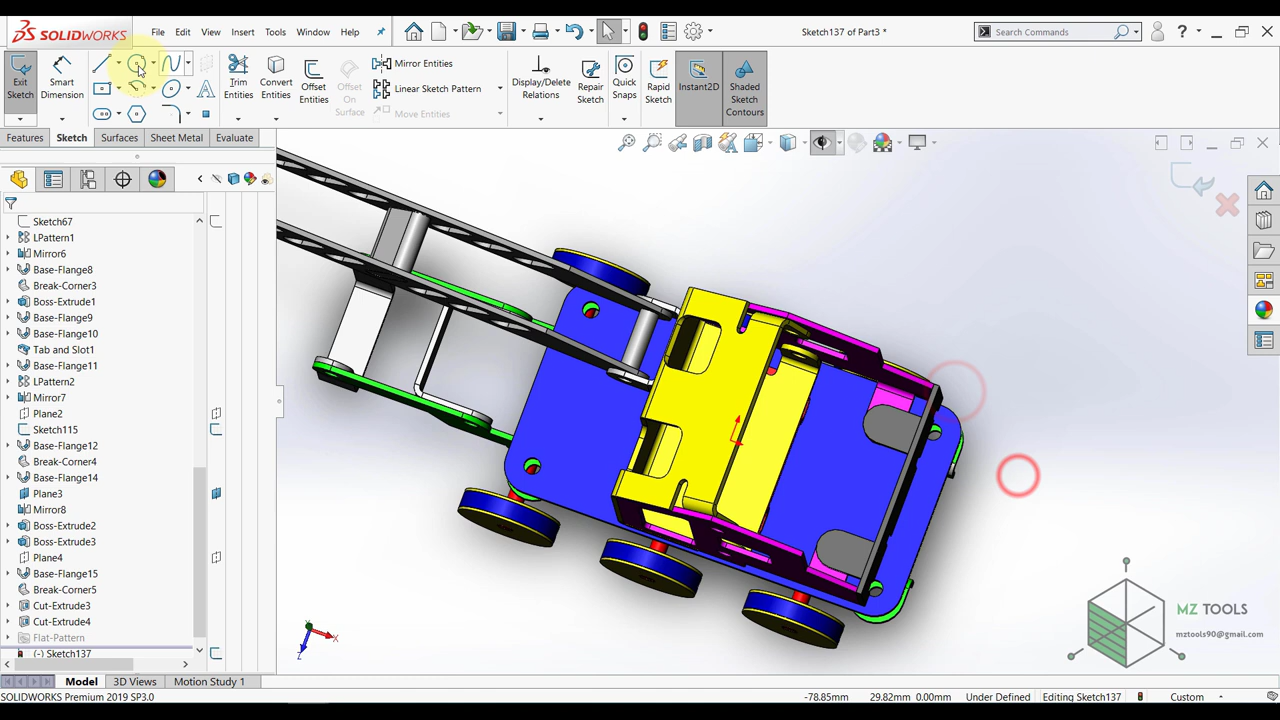 SOLIDWORKS File Edit View Insert Tools Window Help Sketch137 of Part3 * Search Commands
Exit Sketch Smart Dimension Trim Entities Convert Entities Offset Entities Offset On Surface Mirror Entities Linear Sketch Pattern Move Entities Display/Delete Relations Repair Sketch Quick Snaps Rapid Sketch Instant2D Shaded Sketch Contours
Features Sketch Surfaces Sheet Metal Evaluate
Sketch67
LPattern1
Mirror6
Base-Flange8
Break-Corner3
Boss-Extrude1
Base-Flange9
Base-Flange10
Tab and Slot1
Base-Flange11
LPattern2
Mirror7
Plane2
Sketch115
Base-Flange12
Break-Corner4
Base-Flange14
Plane3
Mirror8
Boss-Extrude2
Boss-Extrude3
Plane4
Base-Flange15
Break-Corner5
Cut-Extrude3
Cut-Extrude4
Flat-Pattern
(-) Sketch137
X
Z
MZ TOOLS
mztools90@gmail.com
Model 3D Views Motion Study 1
SOLIDWORKS Premium 2019 SP3.0 -78.85mm 29.82mm 0.00mm Under Defined Editing Sketch137 Custom